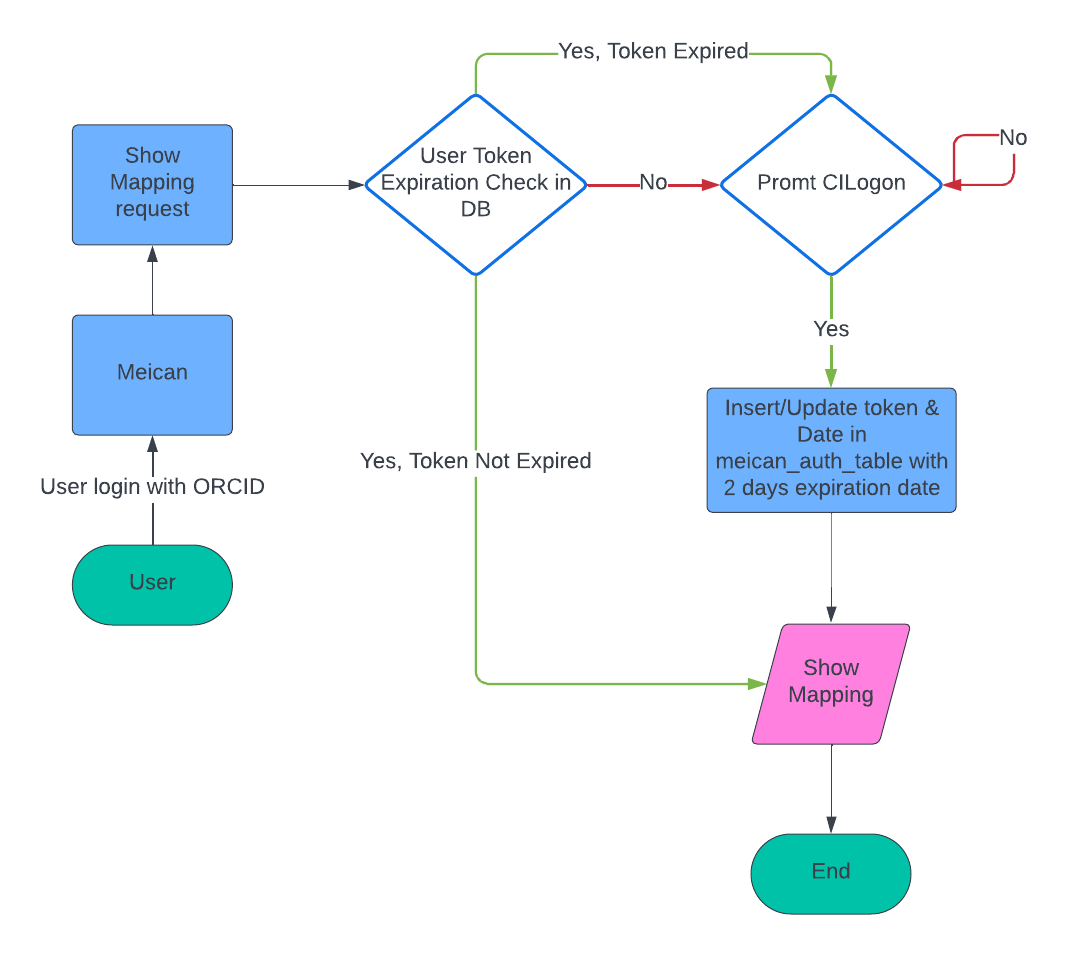 Yes, Token Expired
Show
Mapping
request
User Token
Expiration Check in
DB
No
Promt CILogon
No
Meican
Yes
User login with ORCID
Yes, Token Not Expired
Insert/Update token &
Date in
meican_auth_table with
2 days expiration date
User
Show
Mapping
End